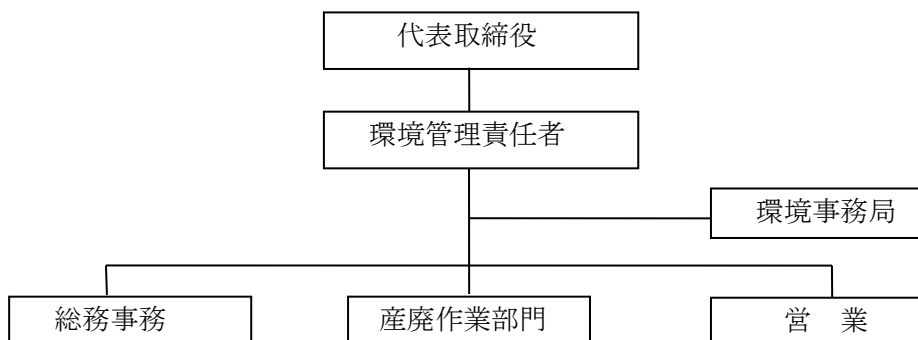 代表取締役
環境管理責任者
環境事務局
総務事務
産廃作業部門
営　業